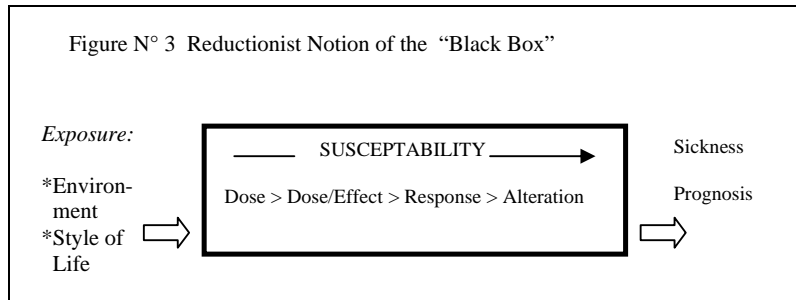 Figure N° 3 Reductionist Notion of the “Black Box”
Exposure:
*Environ-
ment
*Style of
Life
SUSCEPTABILITY
Dose > Dose/Effect > Response > Alteration
Sickness
Prognosis